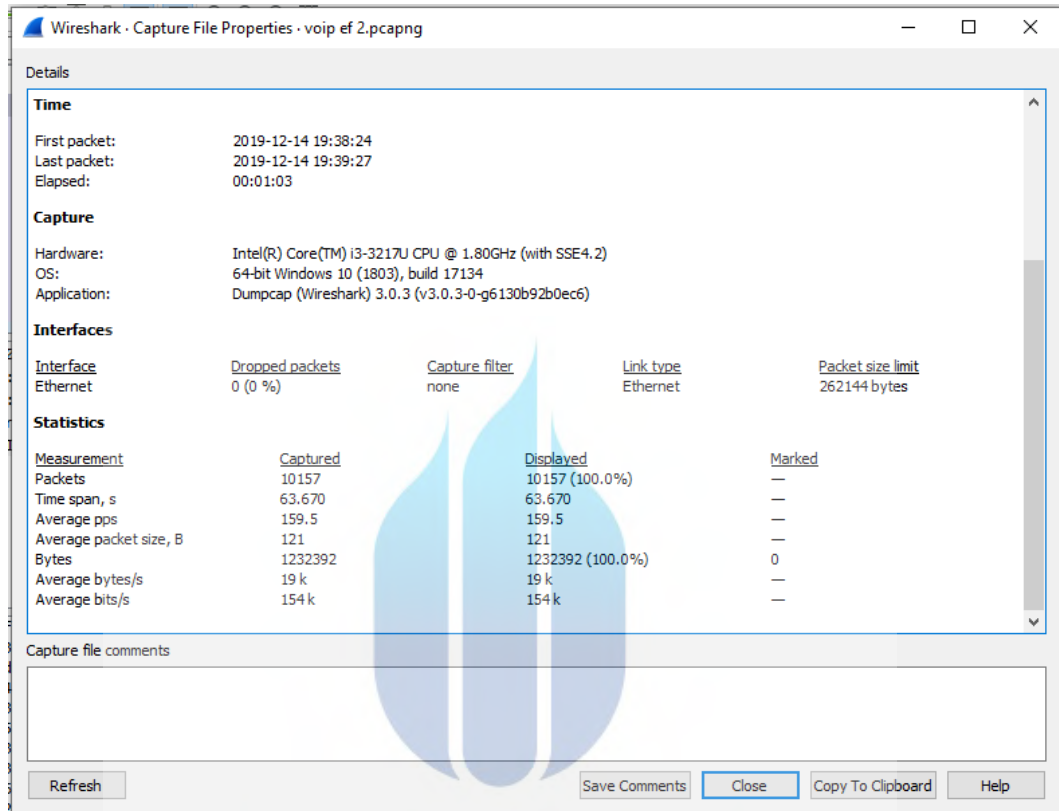 Wireshark · Capture File Properties · voip ef 2.pcapng
Details
Time
First packet: 2019-12-14 19:38:24
Last packet: 2019-12-14 19:39:27
Elapsed: 00:01:03
Capture
Hardware: Intel(R) Core(TM) i3-3217U CPU @ 1.80GHz (with SSE4.2)
OS: 64-bit Windows 10 (1803), build 17134
Application: Dumpcap (Wireshark) 3.0.3 (v3.0.3-0-g6130b92b0ec6)
Interfaces
Interface Dropped packets Capture filter Link type Packet size limit
Ethernet 0 (0 %) none Ethernet 262144 bytes
Statistics
Measurement Captured Displayed Marked
Packets 10157 10157 (100.0%) —
Time span, s 63.670 63.670 —
Average pps 159.5 159.5 —
Average packet size, B 121 121 —
Bytes 1232392 1232392 (100.0%) 0
Average bytes/s 19 k 19 k —
Average bits/s 154 k 154 k —
Capture file comments
Refresh Save Comments Close Copy To Clipboard Help